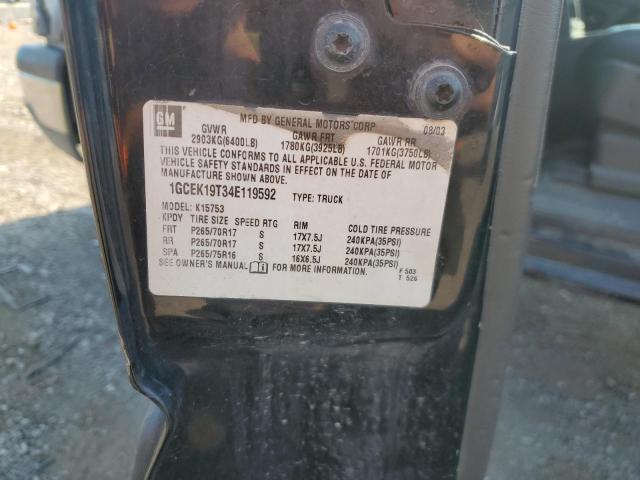 GM
MFD BY GENERAL MOTORS CORP 08/03
GVWR GAWR FRT GAWR RR
2903KG(6400LB) 1780KG(3925LB) 1701KG(3750LB)
THIS VEHICLE CONFORMS TO ALL APPLICABLE U.S. FEDERAL MOTOR
VEHICLE SAFETY STANDARDS IN EFFECT ON THE DATE OF
MANUFACTURE SHOWN ABOVE.
1GCEK19T34E119592 TYPE: TRUCK
MODEL: K15753
KPDY TIRE SIZE SPEED RTG RIM COLD TIRE PRESSURE
FRT P265/70R17 S 17X7.5J 240KPA(35PSI)
RR P265/70R17 S 17X7.5J 240KPA(35PSI)
SPA P265/75R16 S 16X6.5J 240KPA(35PSI)
SEE OWNER'S MANUAL FOR MORE INFORMATION. F 503
T 526